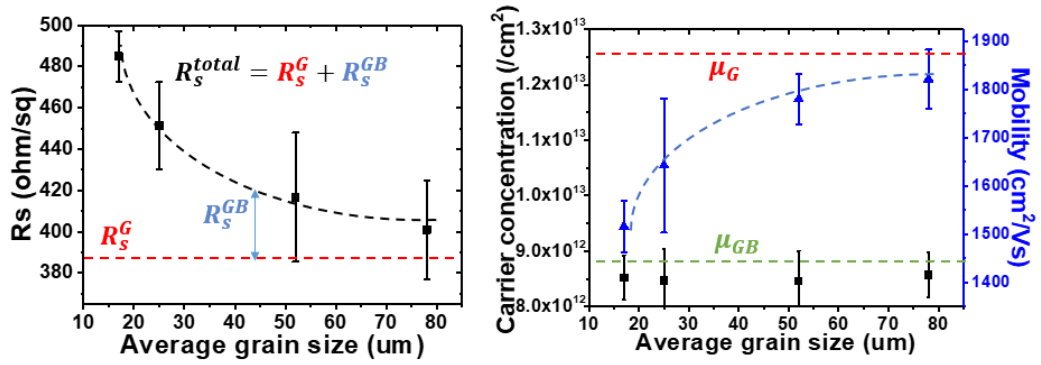 500
480
460
440
420
400
380
Rs (ohm/sq)
R_s^total = R_s^G + R_s^GB
R_s^GB
R_s^G
10 20 30 40 50 60 70 80
Average grain size (um)
1.3x10^13
1.2x10^13
1.1x10^13
1.0x10^13
9.0x10^12
8.0x10^12
Carrier concentration (/cm^2)
μ_G
μ_GB
1900
1800
1700
1600
1500
1400
Mobility (cm^2/Vs)
10 20 30 40 50 60 70 80
Average grain size (um)